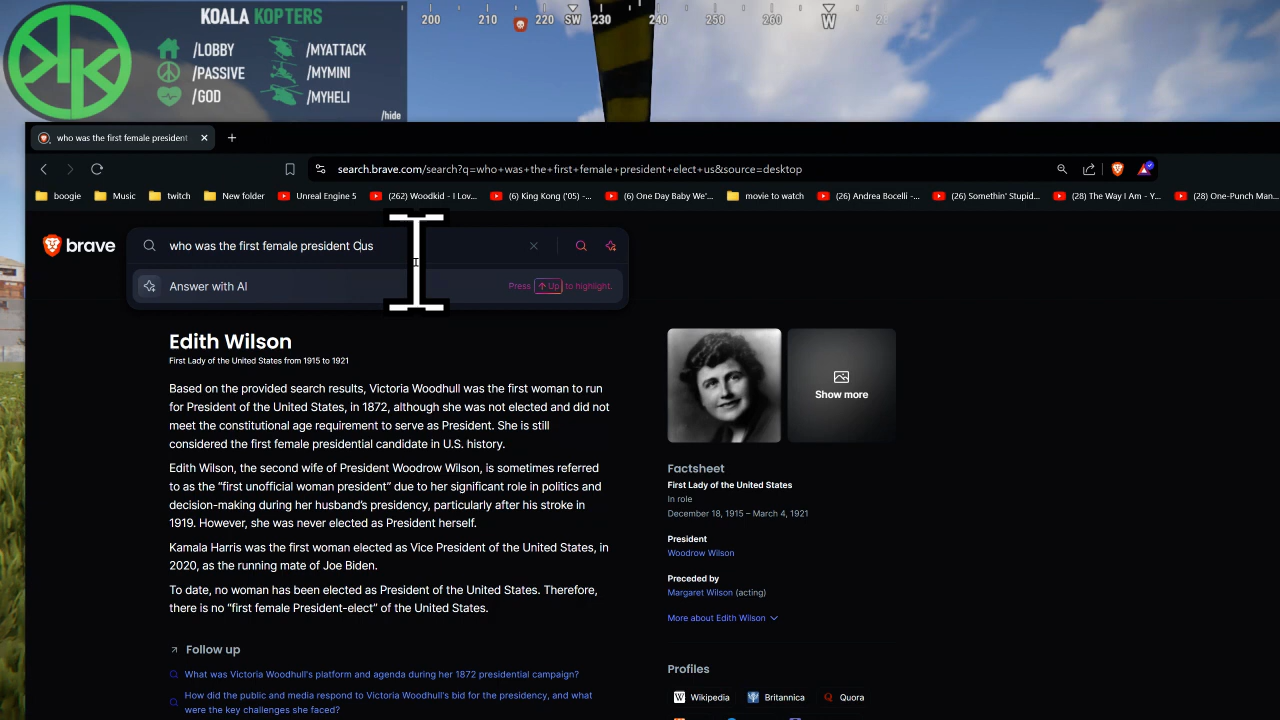 KOALA KOPTERS
/LOBBY
/MYATTACK
/PASSIVE
/MYMINI
/GOD
/MYHELI
/hide
200 210 220 SW 230 240 250 260 W
who was the first female president
search.brave.com/search?q=who+was+the+first+female+president+elect+us&source=desktop
boogie Music twitch New folder Unreal Engine 5 (262) Woodkid - I Lov... (6) King Kong ('05) -... (6) One Day Baby We'... movie to watch (26) Andrea Bocelli -... (26) Somethin' Stupid... (28) The Way I Am - Y... (28) One-Punch Man...
brave
who was the first female president Cus
Answer with AI
Press Up to highlight.
Edith Wilson
First Lady of the United States from 1915 to 1921
Based on the provided search results, Victoria Woodhull was the first woman to run
for President of the United States, in 1872, although she was not elected and did not
meet the constitutional age requirement to serve as President. She is still
considered the first female presidential candidate in U.S. history.
Edith Wilson, the second wife of President Woodrow Wilson, is sometimes referred
to as the “first unofficial woman president” due to her significant role in politics and
decision-making during her husband’s presidency, particularly after his stroke in
1919. However, she was never elected as President herself.
Kamala Harris was the first woman elected as Vice President of the United States, in
2020, as the running mate of Joe Biden.
To date, no woman has been elected as President of the United States. Therefore,
there is no “first female President-elect” of the United States.
Follow up
What was Victoria Woodhull's platform and agenda during her 1872 presidential campaign?
How did the public and media respond to Victoria Woodhull's bid for the presidency, and what
were the key challenges she faced?
Show more
Factsheet
First Lady of the United States
In role
December 18, 1915 – March 4, 1921
President
Woodrow Wilson
Preceded by
Margaret Wilson (acting)
More about Edith Wilson
Profiles
W Wikipedia
Britannica
Quora